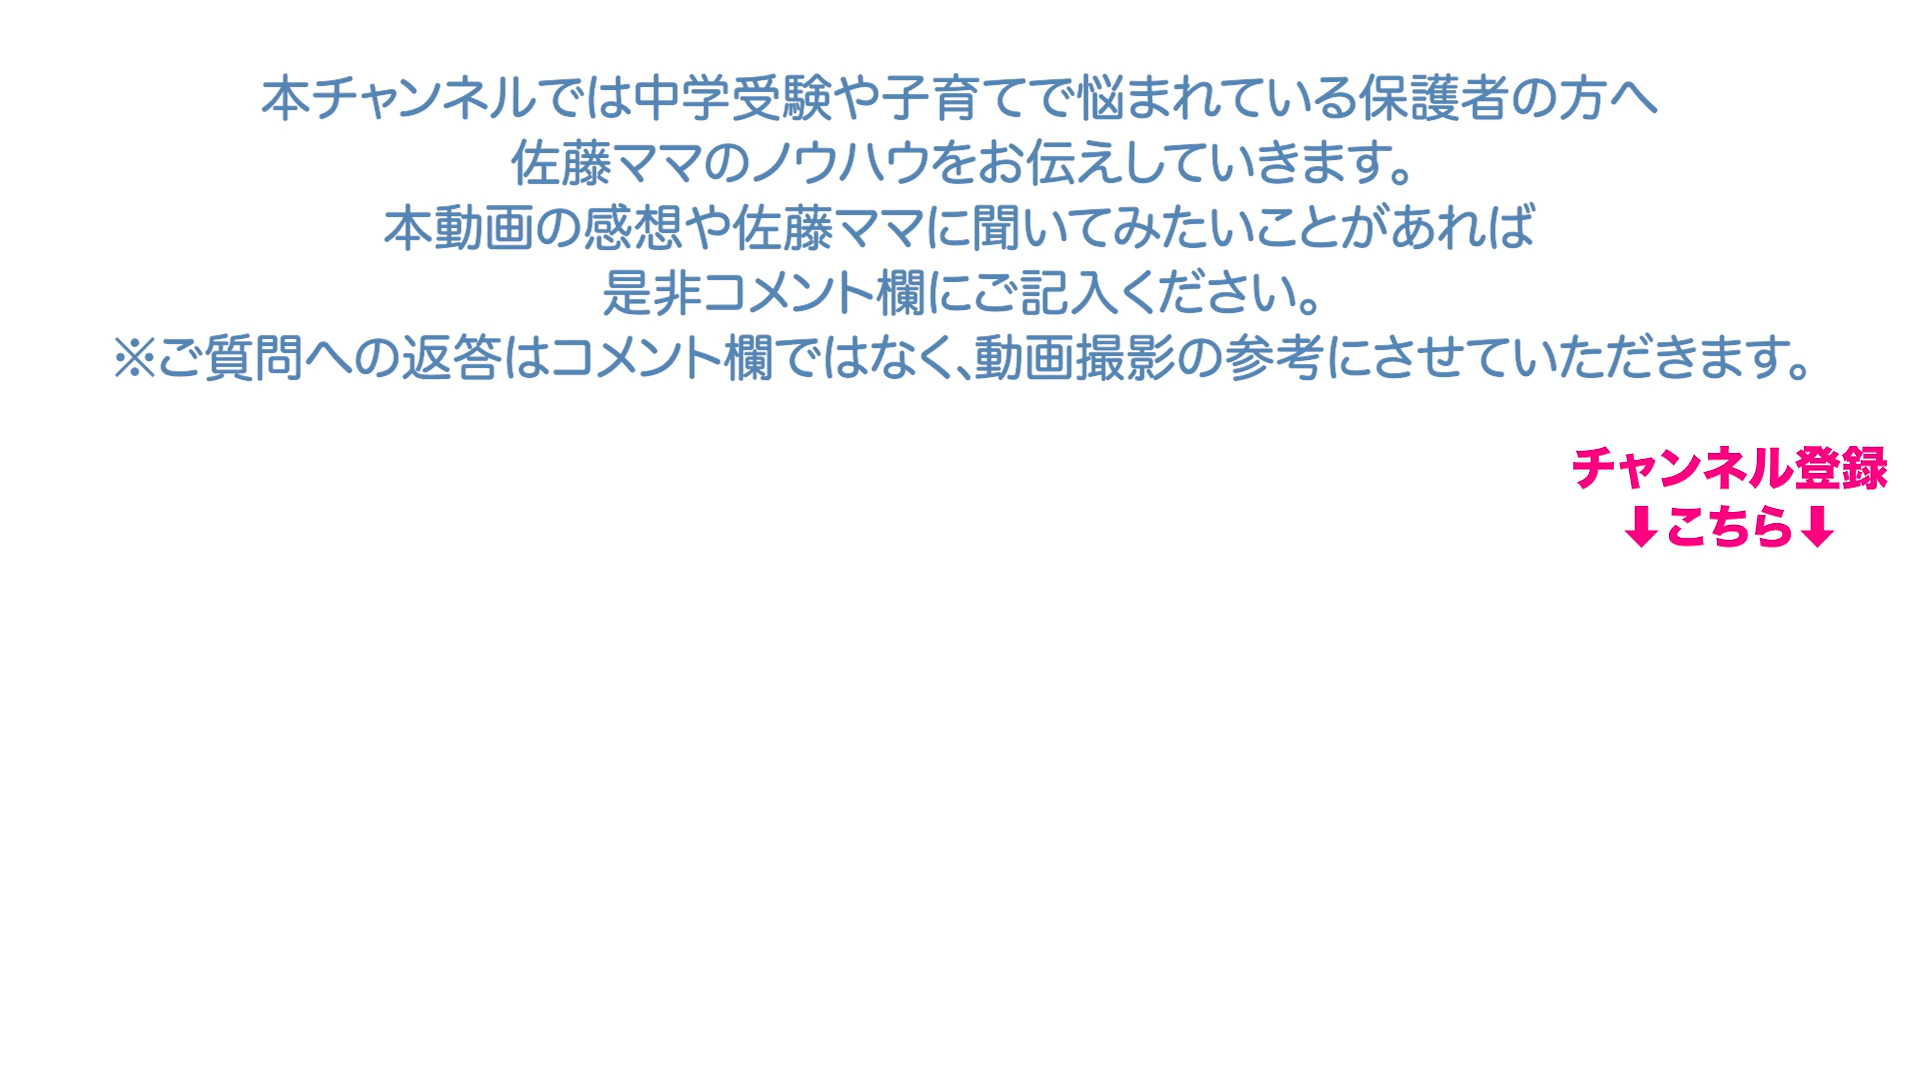 本チャンネルでは中学受験や子育てで悩まれている保護者の方へ
佐藤ママのノウハウをお伝えしていきます。
本動画の感想や佐藤ママに聞いてみたいことがあれば
是非コメント欄にご記入ください。
※ご質問への返答はコメント欄ではなく、動画撮影の参考にさせていただきます。
チャンネル登録
⬇こちら⬇